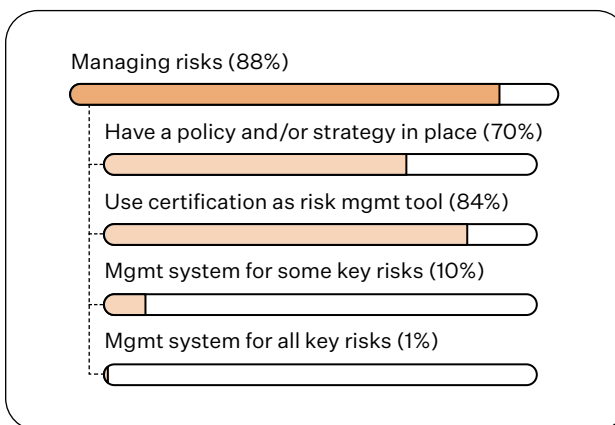 Managing risks (88%)
Have a policy and/or strategy in place (70%)
Use certification as risk mgmt tool (84%)
Mgmt system for some key risks (10%)
Mgmt system for all key risks (1%)